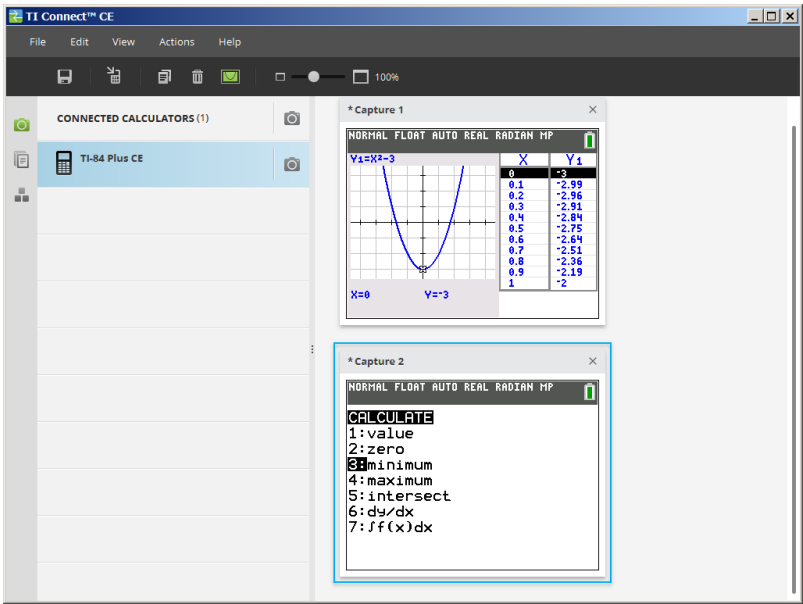 TI Connect™ CE
File Edit View Actions Help
100%
CONNECTED CALCULATORS (1)
TI-84 Plus CE
*Capture 1
NORMAL FLOAT AUTO REAL RADIAN MP
Y1=X²-3
X Y1
0 -3
0.1 -2.99
0.2 -2.96
0.3 -2.91
0.4 -2.84
0.5 -2.75
0.6 -2.64
0.7 -2.51
0.8 -2.36
0.9 -2.19
1 -2
X=0 Y=-3
*Capture 2
NORMAL FLOAT AUTO REAL RADIAN MP
CALCULATE
1:value
2:zero
3:minimum
4:maximum
5:intersect
6:dy/dx
7:∫f(x)dx